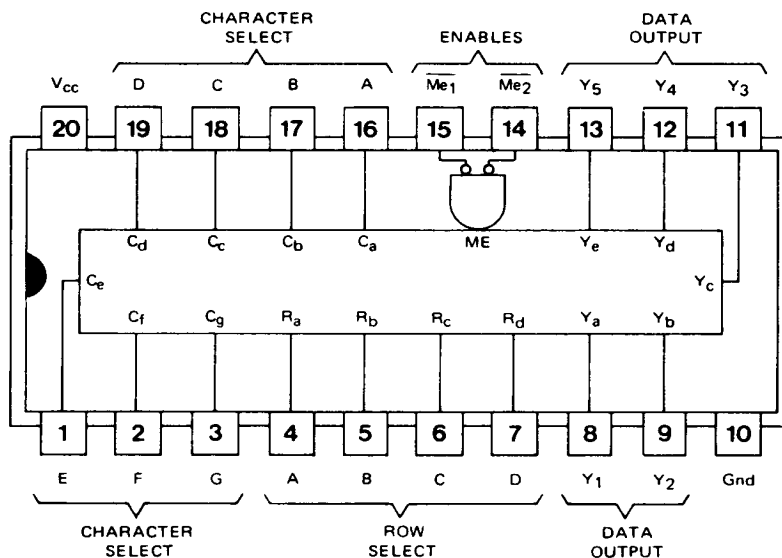 CHARACTER
SELECT
ENABLES
DATA
OUTPUT
Vcc D C B A Me1 Me2 Y5 Y4 Y3
20 19 18 17 16 15 14 13 12 11
Cd Cc Cb Ca ME Ye Yd
Ce Yc
Cf Cg Ra Rb Rc Rd Ya Yb
1 2 3 4 5 6 7 8 9 10
E F G A B C D Y1 Y2 Gnd
CHARACTER
SELECT
ROW
SELECT
DATA
OUTPUT